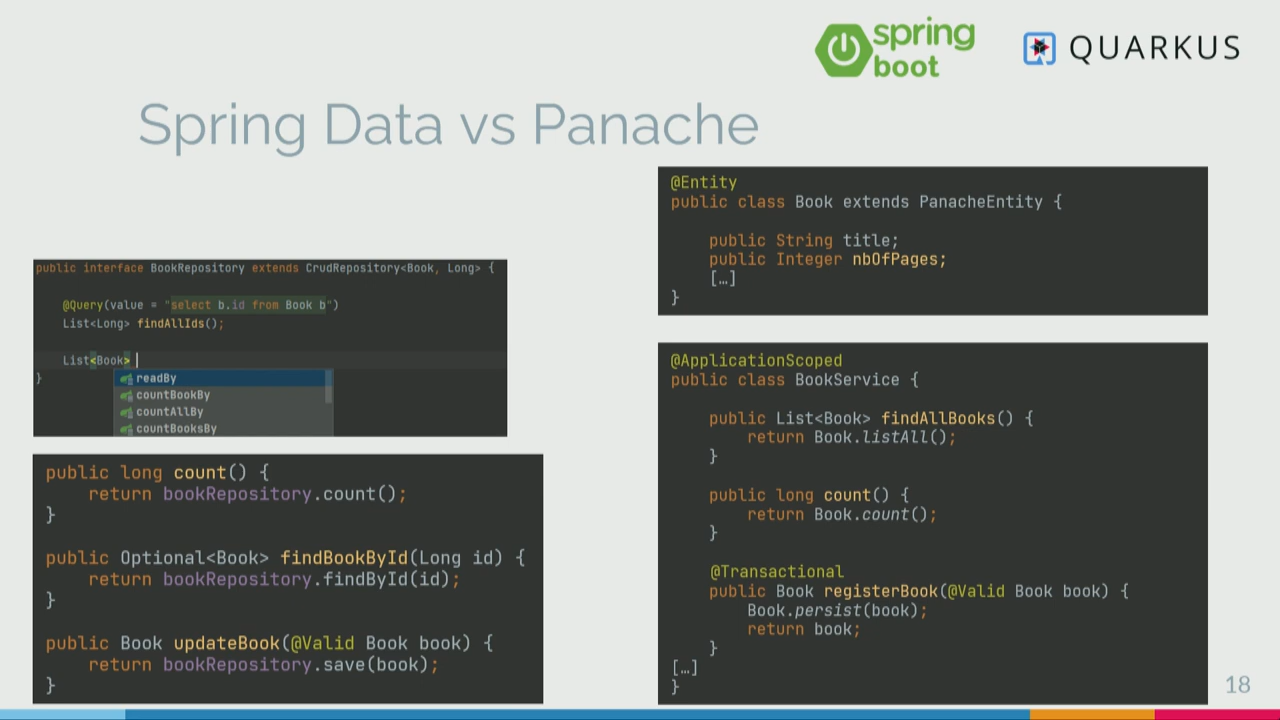 spring boot
QUARKUS
Spring Data vs Panache
public interface BookRepository extends CrudRepository<Book, Long> {
@Query(value = "select b.id from Book b")
List<Long> findAllIds();
List<Book>
}
readBy
countBookBy
countAllBy
countBooksBy
public long count() {
return bookRepository.count();
}
public Optional<Book> findBookById(Long id) {
return bookRepository.findById(id);
}
public Book updateBook(@Valid Book book) {
return bookRepository.save(book);
}
@Entity
public class Book extends PanacheEntity {
public String title;
public Integer nbOfPages;
[…]
}
@ApplicationScoped
public class BookService {
public List<Book> findAllBooks() {
return Book.listAll();
}
public long count() {
return Book.count();
}
@Transactional
public Book registerBook(@Valid Book book) {
Book.persist(book);
return book;
}
[…]
}
18